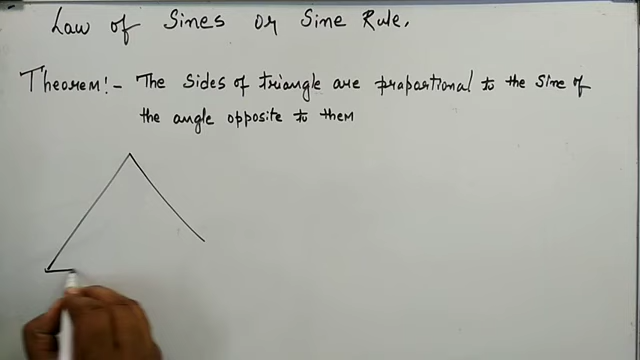 Law of Sines or Sine Rule.
Theorem:- The sides of triangle are prapartional to the sine of
the angle opposite to them